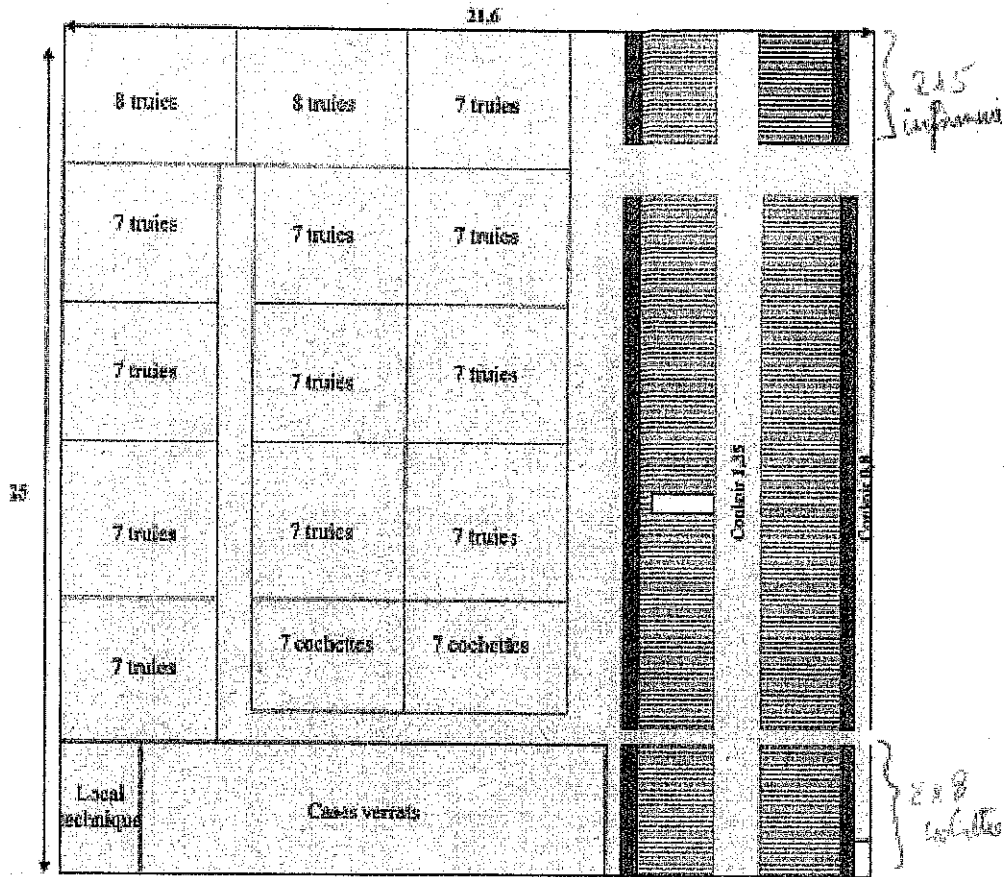 21,6
8 truies
8 truies
7 truies
2x5
7 truies
7 truies
7 truies
7 truies
7 truies
7 truies
25
7 truies
7 truies
7 truies
Couloir 1,35
Couloir 0,9
7 truies
7 cochettes
7 cochettes
Local
technique
Cases verrats
2x8